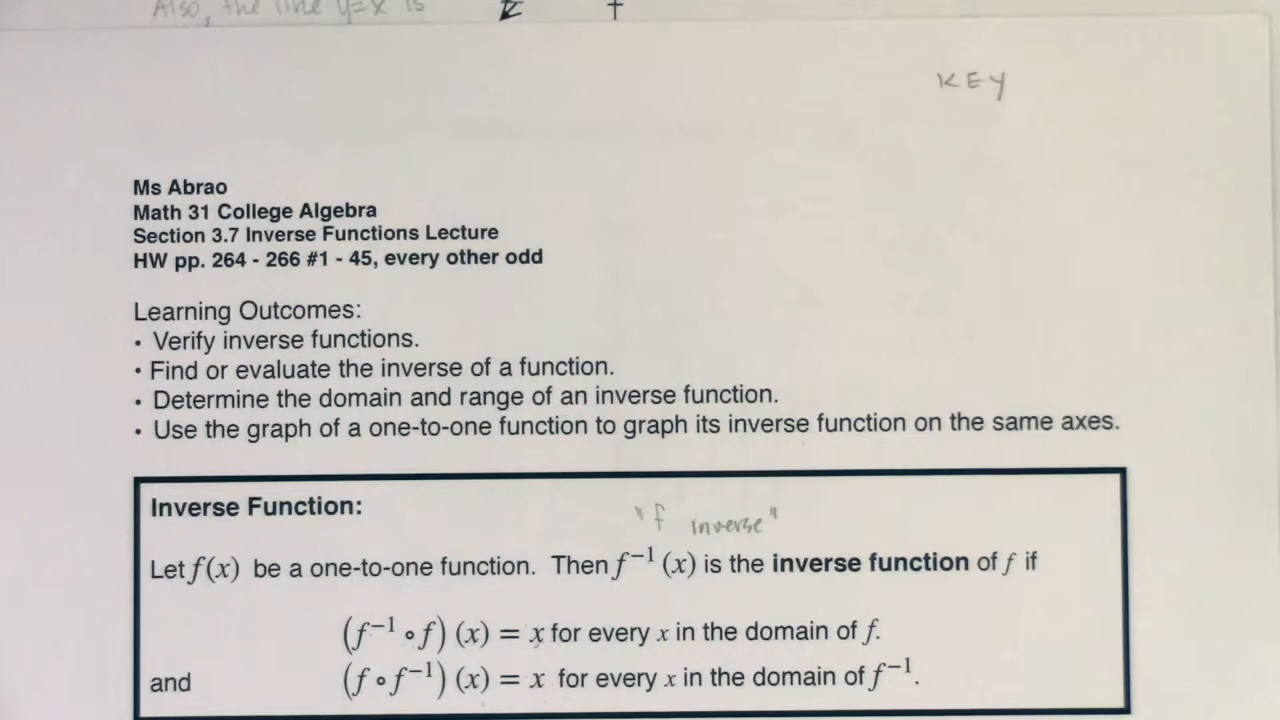 Also, the line y=x is
KEY
Ms Abrao
Math 31 College Algebra
Section 3.7 Inverse Functions Lecture
HW pp. 264 - 266 #1 - 45, every other odd
Learning Outcomes:
• Verify inverse functions.
• Find or evaluate the inverse of a function.
• Determine the domain and range of an inverse function.
• Use the graph of a one-to-one function to graph its inverse function on the same axes.
Inverse Function:
"f inverse"
Let f(x) be a one-to-one function. Then f⁻¹(x) is the inverse function of f if
(f⁻¹ ∘ f)(x) = x for every x in the domain of f.
and (f ∘ f⁻¹)(x) = x for every x in the domain of f⁻¹.